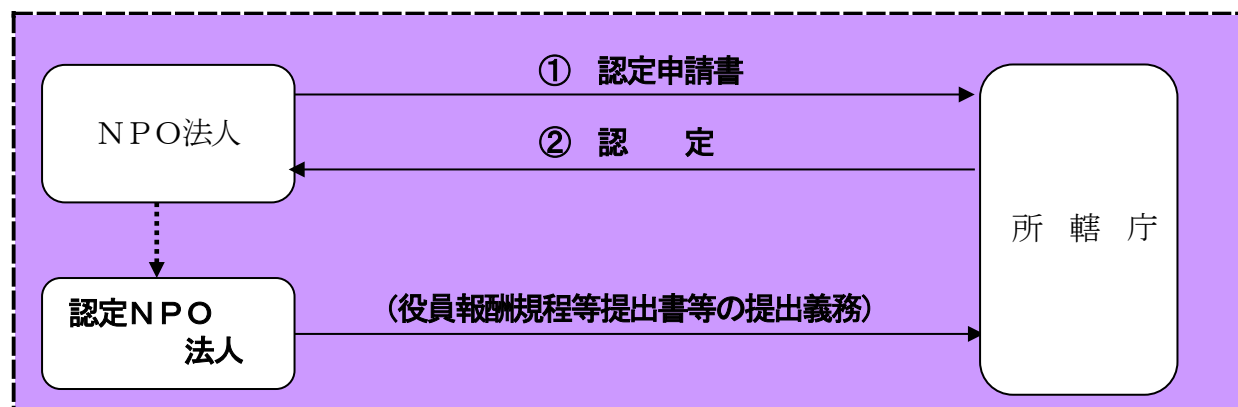 ① 認定申請書
ＮＰＯ法人
② 認　　定
所　轄　庁
認定ＮＰＯ
法人
（役員報酬規程等提出書等の提出義務）